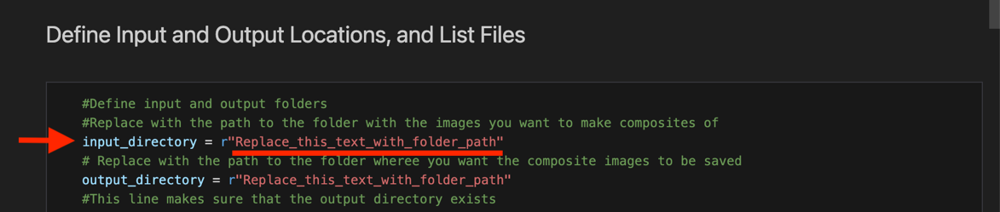 Define Input and Output Locations, and List Files
#Define input and output folders
#Replace with the path to the folder with the images you want to make composites of
input_directory = r"Replace_this_text_with_folder_path"
# Replace with the path to the folder wheree you want the composite images to be saved
output_directory = r"Replace_this_text_with_folder_path"
#This line makes sure that the output directory exists